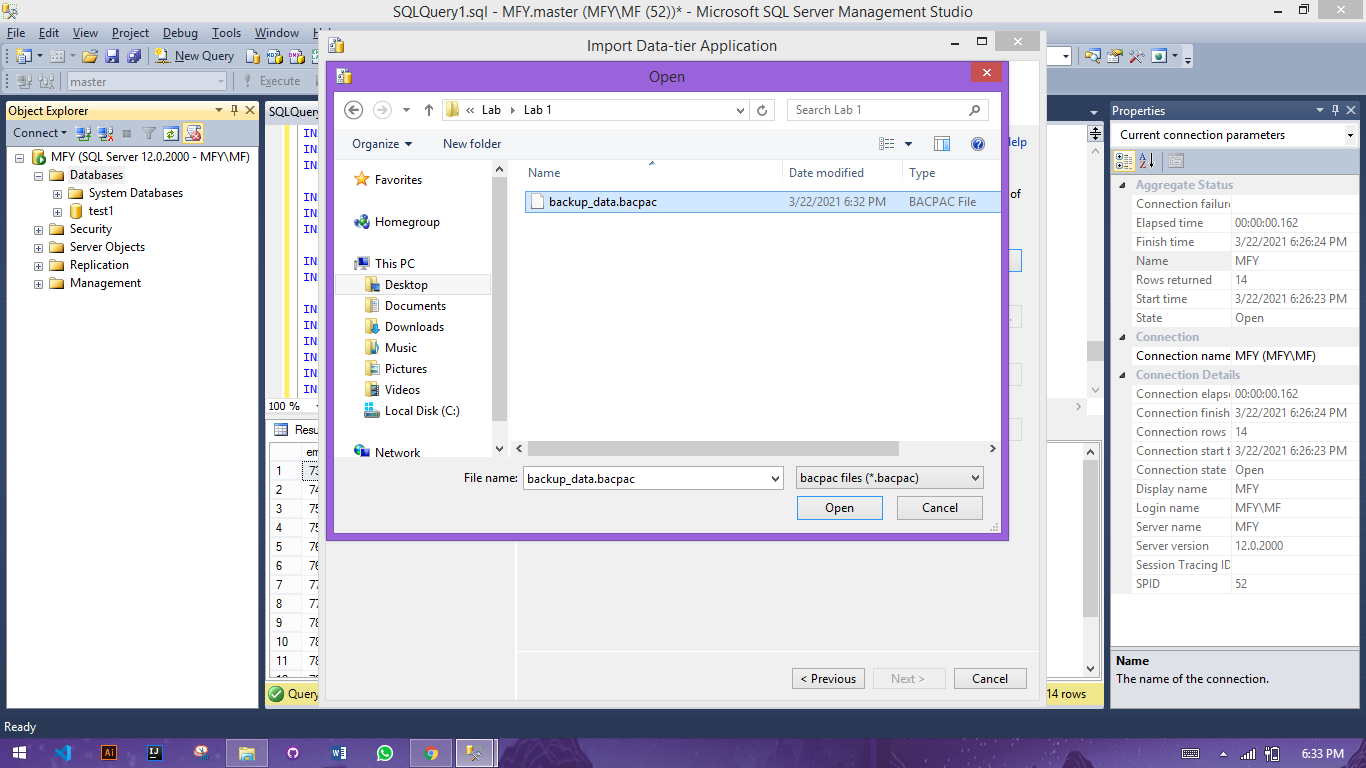 SQLQuery1.sql - MFY.master (MFY\MF (52))* - Microsoft SQL Server Management Studio
File Edit View Project Debug Tools Window
New Query
master Execute
Object Explorer
Connect
MFY (SQL Server 12.0.2000 - MFY\MF)
Databases
System Databases
test1
Security
Server Objects
Replication
Management
SQLQuery
IN
IN
IN
IN
IN
IN
IN
IN
IN
IN
IN
IN
IN
IN
100 %
Resu
em
1 73
2 74
3 75
4 75
5 76
6 76
7 77
8 77
9 78
10 78
11 78
Query
14 rows
Import Data-tier Application
Help
of
< Previous Next > Cancel
Open
« Lab Lab 1
Search Lab 1
Organize New folder
Favorites
Homegroup
This PC
Desktop
Documents
Downloads
Music
Pictures
Videos
Local Disk (C:)
Network
Name Date modified Type
backup_data.bacpac 3/22/2021 6:32 PM BACPAC File
File name: backup_data.bacpac bacpac files (*.bacpac)
Open Cancel
Properties
Current connection parameters
Aggregate Status
Connection failure
Elapsed time 00:00:00.162
Finish time 3/22/2021 6:26:24 PM
Name MFY
Rows returned 14
Start time 3/22/2021 6:26:23 PM
State Open
Connection
Connection name MFY (MFY\MF)
Connection Details
Connection elapse 00:00:00.162
Connection finish 3/22/2021 6:26:24 PM
Connection rows 14
Connection start t 3/22/2021 6:26:23 PM
Connection state Open
Display name MFY
Login name MFY\MF
Server name MFY
Server version 12.0.2000
Session Tracing ID
SPID 52
Name
The name of the connection.
Ready
6:33 PM